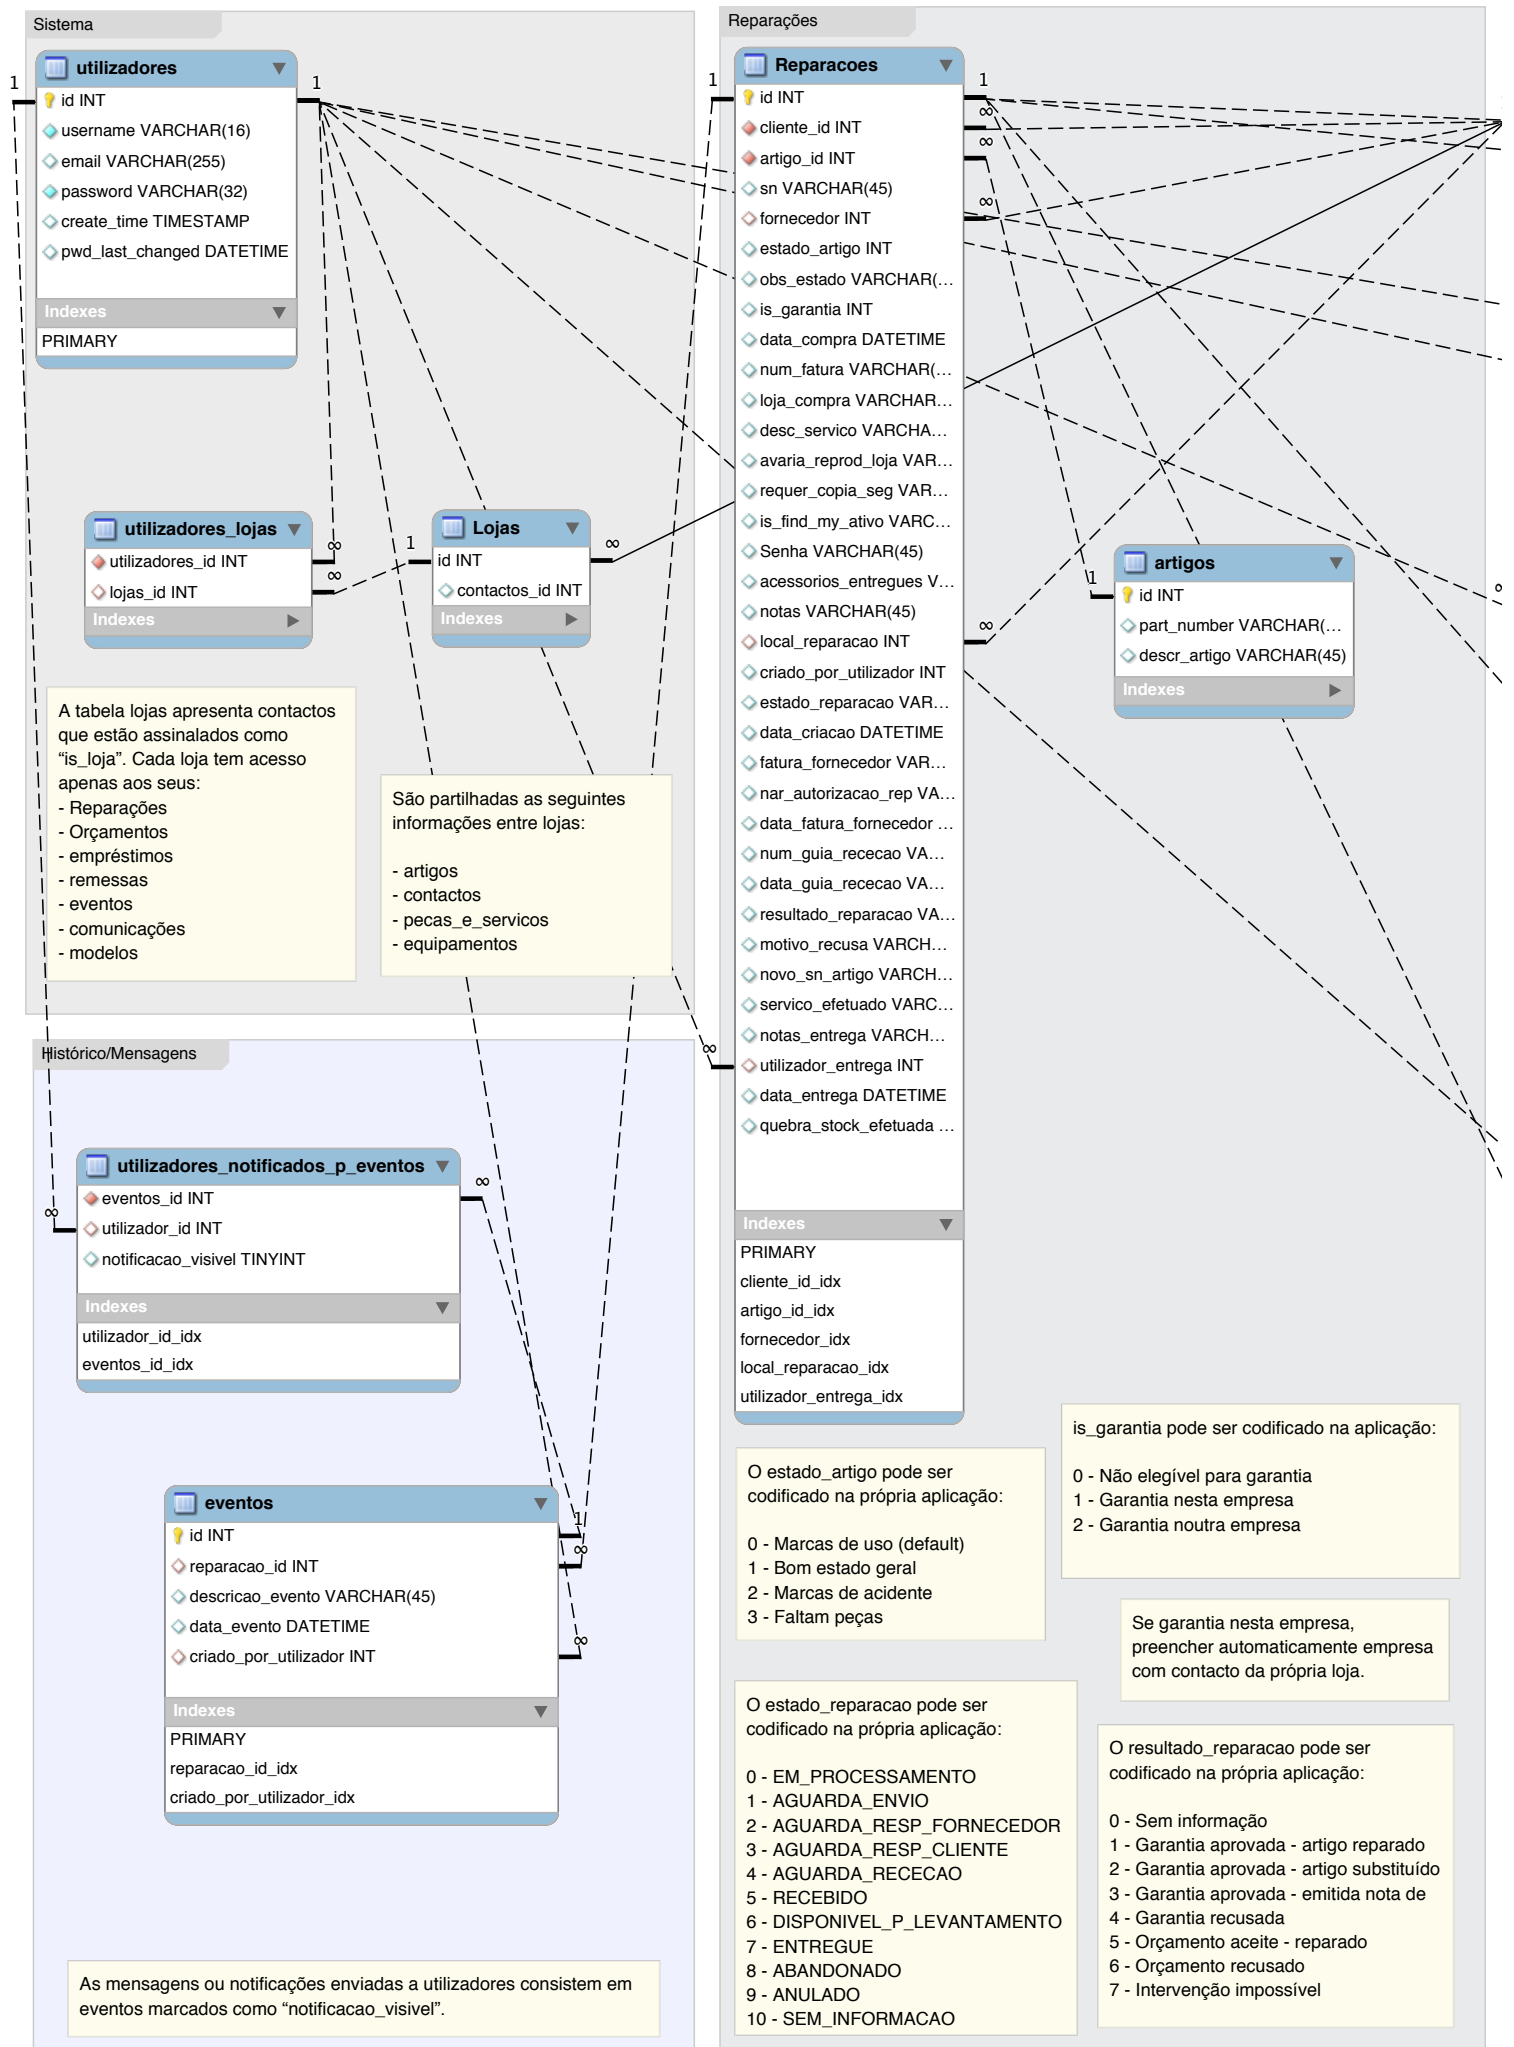 Sistema
utilizadores
1
1
id INT
username VARCHAR(16)
email VARCHAR(255)
password VARCHAR(32)
create_time TIMESTAMP
pwd_last_changed DATETIME
Indexes
PRIMARY
utilizadores_lojas
utilizadores_id INT
∞
lojas_id INT
∞
Indexes
Lojas
1
id INT
∞
contactos_id INT
Indexes
A tabela lojas apresenta contactos
que estão assinalados como
“is_loja”. Cada loja tem acesso
apenas aos seus:
- Reparações
- Orçamentos
- empréstimos
- remessas
- eventos
- comunicações
- modelos
São partilhadas as seguintes
informações entre lojas:
- artigos
- contactos
- pecas_e_servicos
- equipamentos
Histórico/Mensagens
utilizadores_notificados_p_eventos
eventos_id INT
∞
∞
utilizador_id INT
notificacao_visivel TINYINT
Indexes
utilizador_id_idx
eventos_id_idx
eventos
id INT
1
reparacao_id INT
∞
descricao_evento VARCHAR(45)
data_evento DATETIME
criado_por_utilizador INT
∞
Indexes
PRIMARY
reparacao_id_idx
criado_por_utilizador_idx
As mensagens ou notificações enviadas a utilizadores consistem em
eventos marcados como “notificacao_visivel”.
Reparações
Reparacoes
1
1
id INT
∞
cliente_id INT
∞
artigo_id INT
sn VARCHAR(45)
∞
fornecedor INT
estado_artigo INT
obs_estado VARCHAR(...
is_garantia INT
data_compra DATETIME
num_fatura VARCHAR(...
loja_compra VARCHAR...
desc_servico VARCHA...
avaria_reprod_loja VAR...
requer_copia_seg VAR...
is_find_my_ativo VARC...
Senha VARCHAR(45)
acessorios_entregues V...
notas VARCHAR(45)
∞
local_reparacao INT
criado_por_utilizador INT
estado_reparacao VAR...
data_criacao DATETIME
fatura_fornecedor VAR...
nar_autorizacao_rep VA...
data_fatura_fornecedor ...
num_guia_rececao VA...
data_guia_rececao VA...
resultado_reparacao VA...
motivo_recusa VARCH...
novo_sn_artigo VARCH...
servico_efetuado VARC...
notas_entrega VARCH...
∞
utilizador_entrega INT
data_entrega DATETIME
quebra_stock_efetuada ...
Indexes
PRIMARY
cliente_id_idx
artigo_id_idx
fornecedor_idx
local_reparacao_idx
utilizador_entrega_idx
artigos
1
id INT
part_number VARCHAR(...
descr_artigo VARCHAR(45)
Indexes
is_garantia pode ser codificado na aplicação:
0 - Não elegível para garantia
1 - Garantia nesta empresa
2 - Garantia noutra empresa
O estado_artigo pode ser
codificado na própria aplicação:
0 - Marcas de uso (default)
1 - Bom estado geral
2 - Marcas de acidente
3 - Faltam peças
Se garantia nesta empresa,
preencher automaticamente empresa
com contacto da própria loja.
O estado_reparacao pode ser
codificado na própria aplicação:
0 - EM_PROCESSAMENTO
1 - AGUARDA_ENVIO
2 - AGUARDA_RESP_FORNECEDOR
3 - AGUARDA_RESP_CLIENTE
4 - AGUARDA_RECECAO
5 - RECEBIDO
6 - DISPONIVEL_P_LEVANTAMENTO
7 - ENTREGUE
8 - ABANDONADO
9 - ANULADO
10 - SEM_INFORMACAO
O resultado_reparacao pode ser
codificado na própria aplicação:
0 - Sem informação
1 - Garantia aprovada - artigo reparado
2 - Garantia aprovada - artigo substituído
3 - Garantia aprovada - emitida nota de
4 - Garantia recusada
5 - Orçamento aceite - reparado
6 - Orçamento recusado
7 - Intervenção impossível